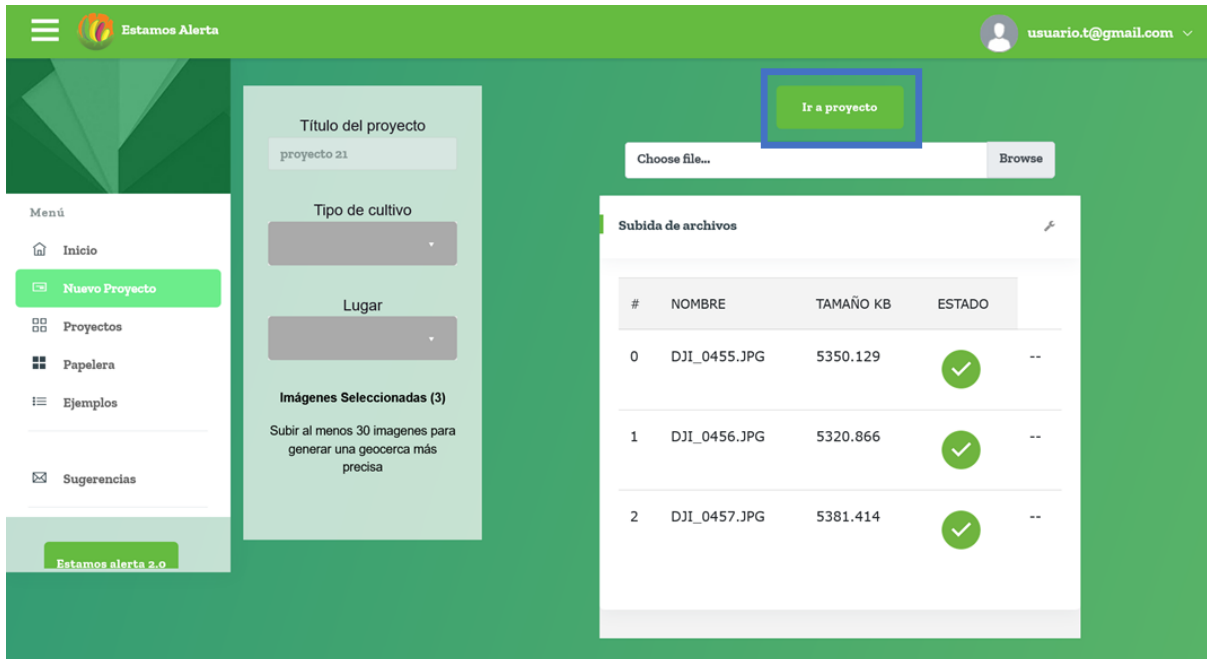 Estamos Alerta
usuario.t@gmail.com
Menú
Inicio
Nuevo Proyecto
Proyectos
Papelera
Ejemplos
Sugerencias
Estamos alerta 2.0
Título del proyecto
proyecto 21
Tipo de cultivo
Lugar
Imágenes Seleccionadas (3)
Subir al menos 30 imagenes para
generar una geocerca más
precisa
Ir a proyecto
Choose file... Browse
Subida de archivos
# NOMBRE TAMAÑO KB ESTADO
0 DJI_0455.JPG 5350.129 --
1 DJI_0456.JPG 5320.866 --
2 DJI_0457.JPG 5381.414 --